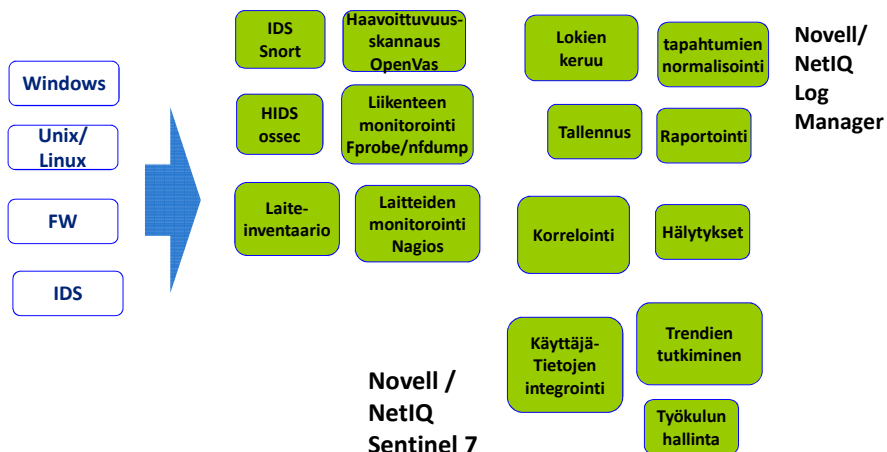 Windows
Unix/
Linux
FW
IDS
IDS
Snort
Haavoittuvuus-
skannaus
OpenVas
HIDS
ossec
Liikenteen
monitorointi
Fprobe/nfdump
Laite-
inventaario
Laitteiden
monitorointi
Nagios
Lokien
keruu
tapahtumien
normalisointi
Tallennus
Raportointi
Korrelointi
Hälytykset
Käyttäjä-
Tietojen
integrointi
Trendien
tutkiminen
Työkulun
hallinta
Novell/
NetIQ
Log
Manager
Novell /
NetIQ
Sentinel 7